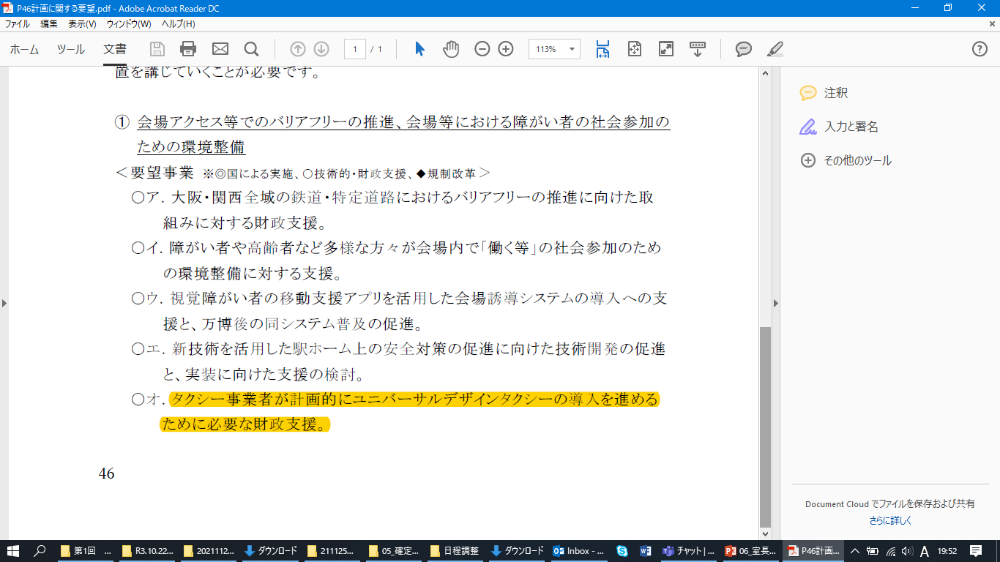 P46計画に関する要望.pdf - Adobe Acrobat Reader DC
ファイル 編集 表示(V) ウィンドウ(W) ヘルプ(H)
ホーム ツール 文書 1 / 1 113%
置を講じていくことが必要です。
① 会場アクセス等でのバリアフリーの推進、会場等における障がい者の社会参加の
ための環境整備
＜要望事業 ※◎国による実施、〇技術的・財政支援、◆規制改革＞
〇ア．大阪・関西全域の鉄道・特定道路におけるバリアフリーの推進に向けた取
組みに対する財政支援。
〇イ．障がい者や高齢者など多様な方々が会場内で「働く等」の社会参加のため
の環境整備に対する支援。
〇ウ．視覚障がい者の移動支援アプリを活用した会場誘導システムの導入への支
援と、万博後の同システム普及の促進。
〇エ．新技術を活用した駅ホーム上の安全対策の促進に向けた技術開発の促進
と、実装に向けた支援の検討。
〇オ．タクシー事業者が計画的にユニバーサルデザインタクシーの導入を進める
ために必要な財政支援。
46
注釈
入力と署名
その他のツール
Document Cloud でファイルを保存および共有
さらに詳しく
第1回 ... R3.10.22... 2021112... ダウンロード 211125... 05_確定... 日程調整 ダウンロード Inbox - ... チャット | ... 06_室長... P46計画... A 19:52